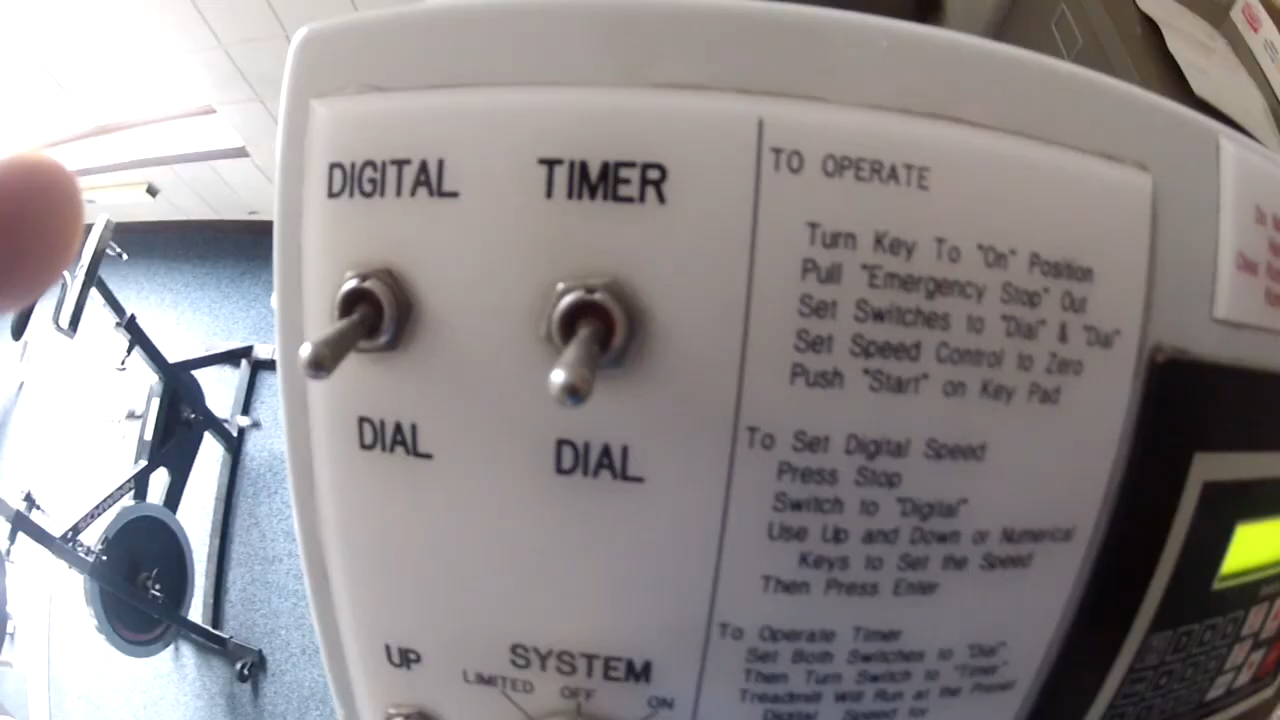 DIGITAL
TIMER
DIAL
DIAL
UP
SYSTEM
LIMITED
OFF
ON
TO OPERATE
Turn Key To "On" Position
Pull "Emergency Stop" Out
Set Switches to "Dial" & "Dial"
Set Speed Control to Zero
Push "Start" on Key Pad
To Set Digital Speed
Press Stop
Switch to "Digital"
Use Up and Down or Numerical
Keys to Set the Speed
Then Press Enter
To Operate Timer
Set Both Switches to "Dial"
Then Turn Switch to "Timer"
Treadmill Will Run at the
Digital Speed for
SCHWINN